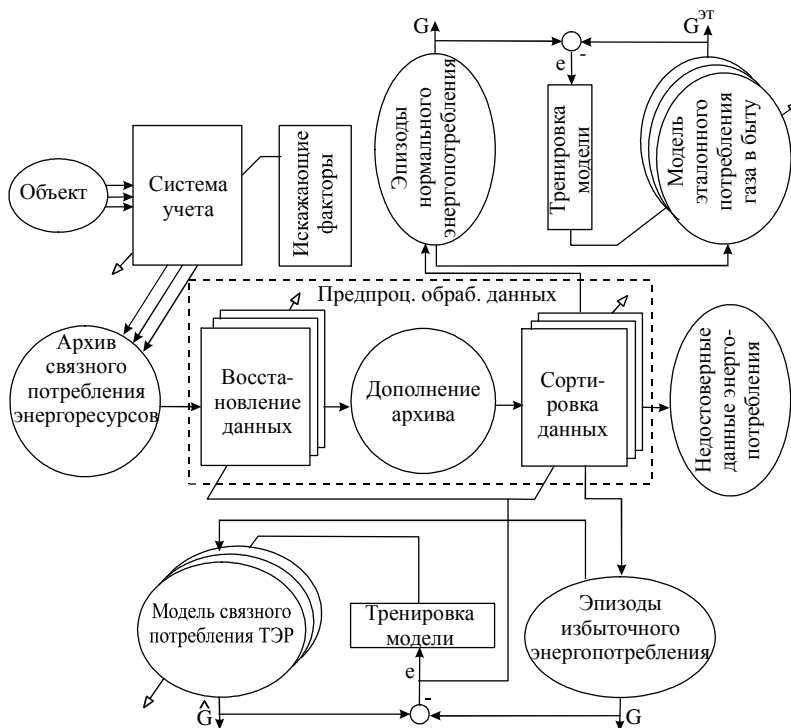 G
G^эт
e
-
Эпизоды
нормального
энергопотребления
Тренировка
модели
Модель
эталонного
потребления
газа в быту
Объект
Система
учета
Искажающие
факторы
Предпроц. обраб. данных
Архив
связного
потребления
энергоресурсов
Восста-
новление
данных
Дополнение
архива
Сорти-
ровка
данных
Недостоверные
данные энерго-
потребления
Модель связного
потребления ТЭР
Тренировка
модели
Эпизоды
избыточного
энергопотребления
e
-
Ĝ
G